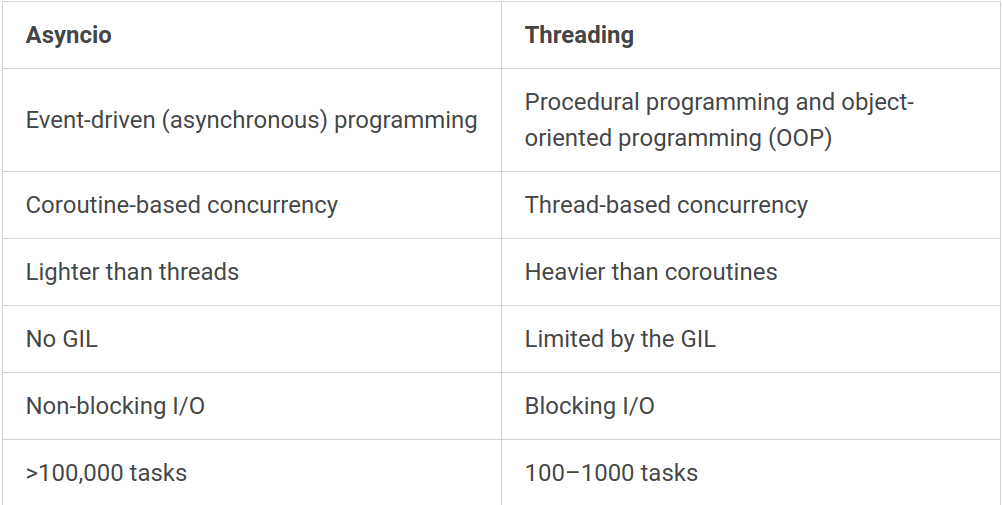 Asyncio
Threading
Event-driven (asynchronous) programming
Procedural programming and object-
oriented programming (OOP)
Coroutine-based concurrency
Thread-based concurrency
Lighter than threads
Heavier than coroutines
No GIL
Limited by the GIL
Non-blocking I/O
Blocking I/O
>100,000 tasks
100–1000 tasks